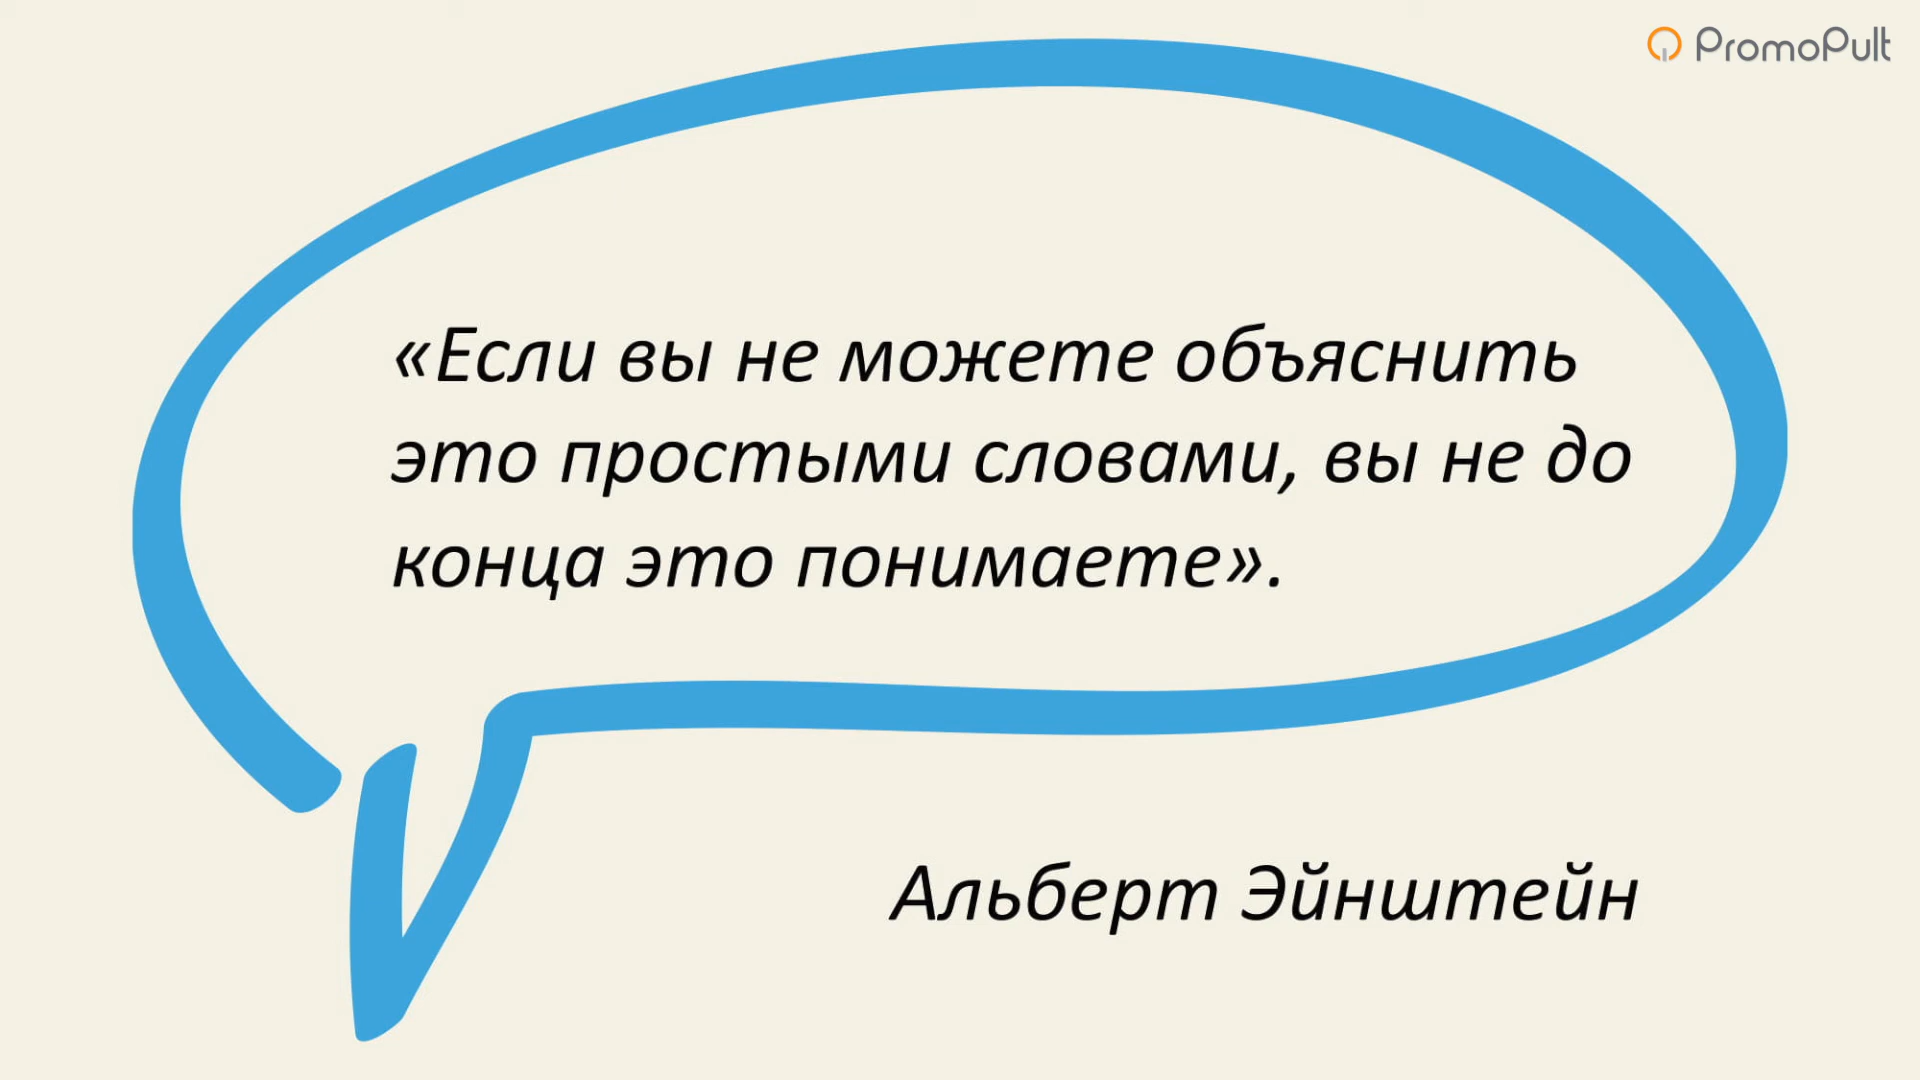 PromoPult
«Если вы не можете объяснить
это простыми словами, вы не до
конца это понимаете».
Альберт Эйнштейн